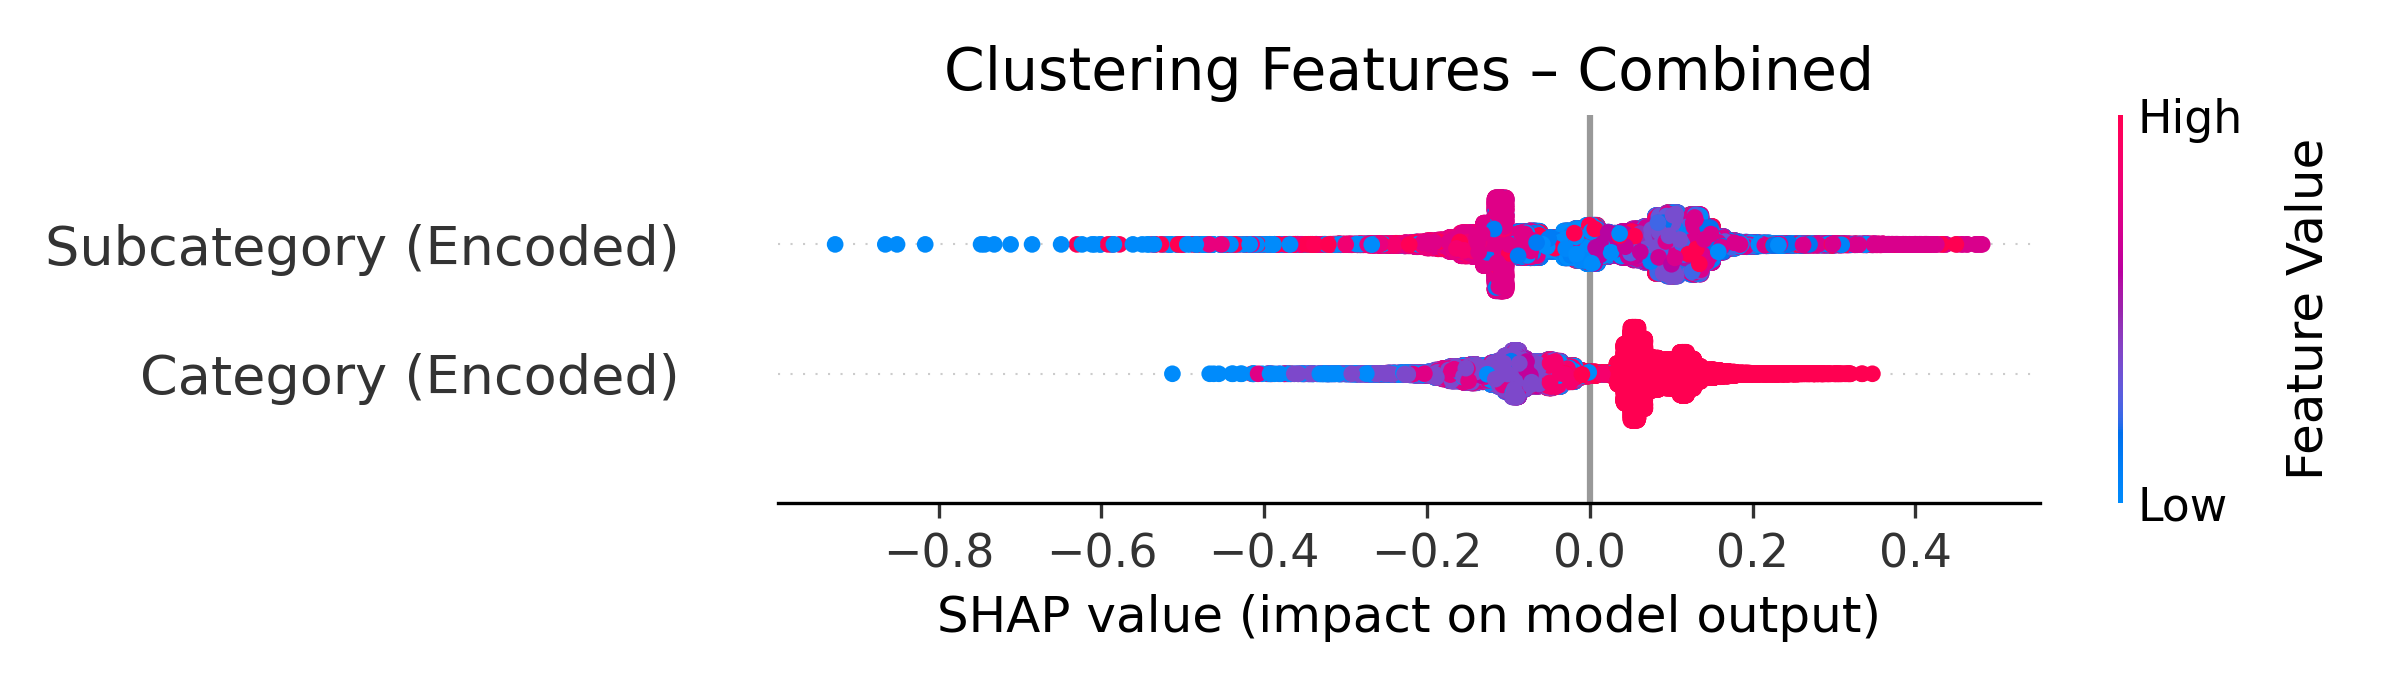 Clustering Features – Combined
High
Subcategory (Encoded)
Category (Encoded)
Feature Value
Low
−0.8 −0.6 −0.4 −0.2 0.0 0.2 0.4
SHAP value (impact on model output)